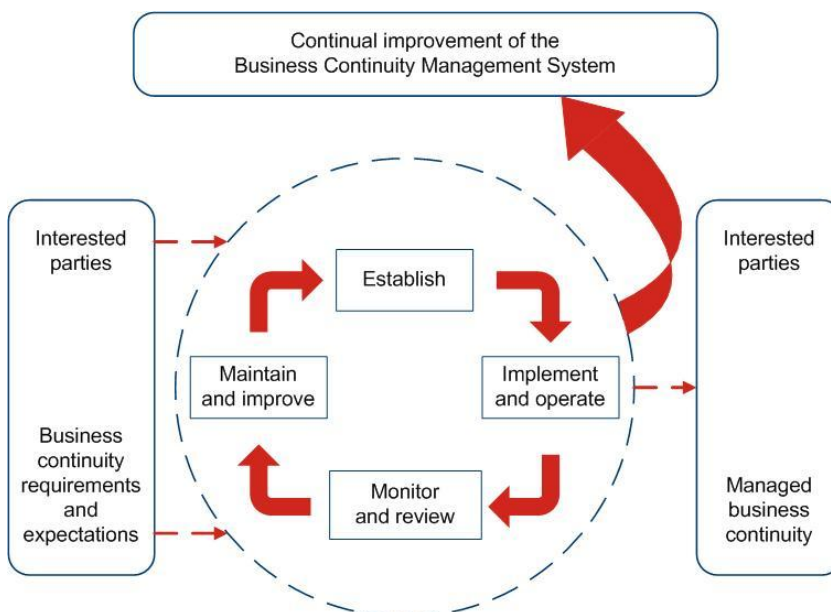 Continual improvement of the
Business Continuity Management System
Interested
parties
Business
continuity
requirements
and
expectations
Establish
Implement
and operate
Monitor
and review
Maintain
and improve
Interested
parties
Managed
business
continuity